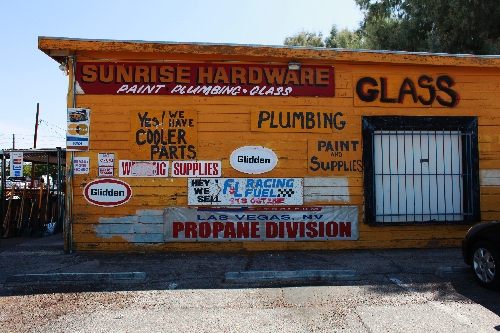 SUNRISE HARDWARE
PAINT PLUMBING · GLASS
GLASS
YES! WE
HAVE
COOLER
PARTS
PLUMBING
PAINT
AND
SUPPLIES
Glidden
SUPPLIES
Glidden
HEY
WE
SELL
RACING
FUEL
LAS VEGAS, NV
PROPANE DIVISION